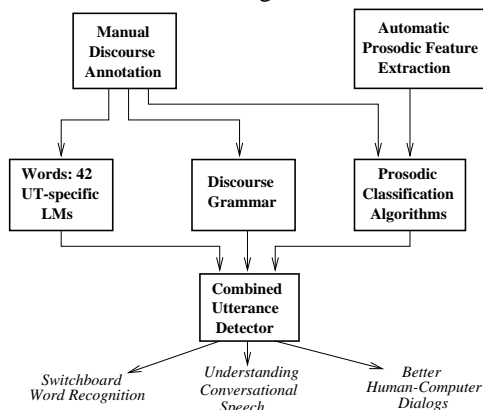 Manual
Discourse
Annotation
Automatic
Prosodic Feature
Extraction
Words: 42
UT-specific
LMs
Discourse
Grammar
Prosodic
Classification
Algorithms
Combined
Utterance
Detector
Switchboard
Word Recognition
Understanding
Conversational
Speech
Better
Human-Computer
Dialogs